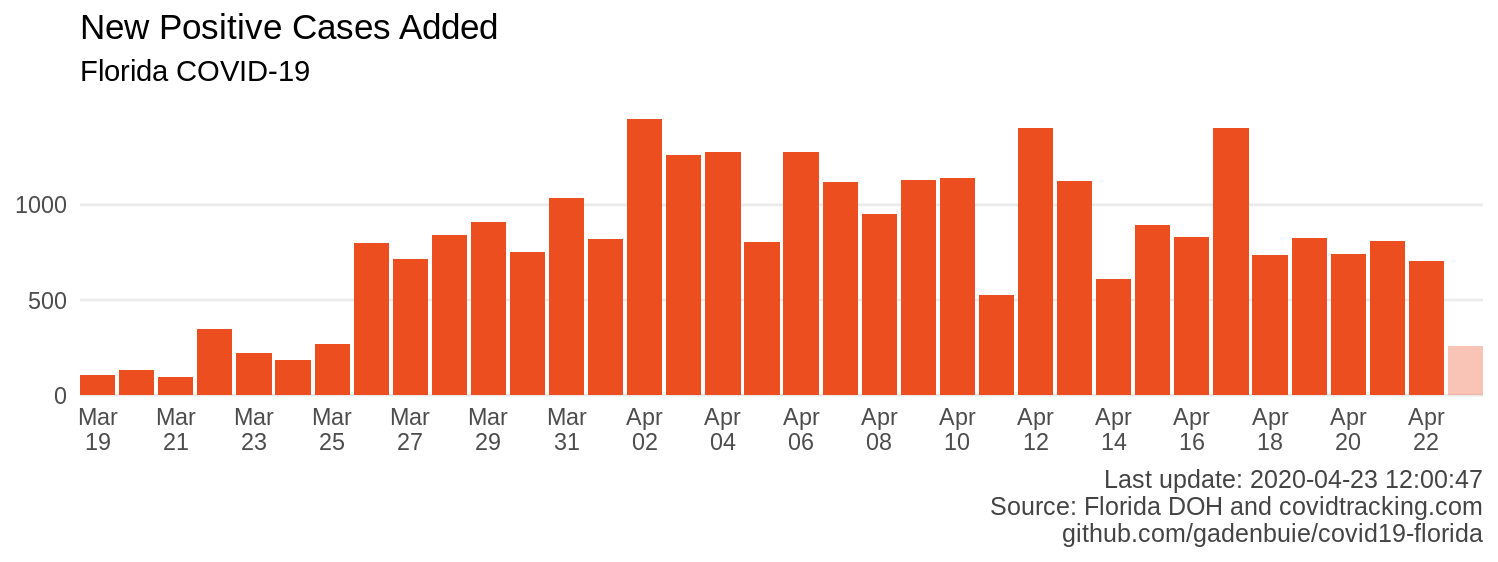 New Positive Cases Added
Florida COVID-19
1000
500
0
Mar Mar Mar Mar Mar Mar Mar Apr Apr Apr Apr Apr Apr Apr Apr Apr Apr Apr
19 21 23 25 27 29 31 02 04 06 08 10 12 14 16 18 20 22
Last update: 2020-04-23 12:00:47
Source: Florida DOH and covidtracking.com
github.com/gadenbuie/covid19-florida